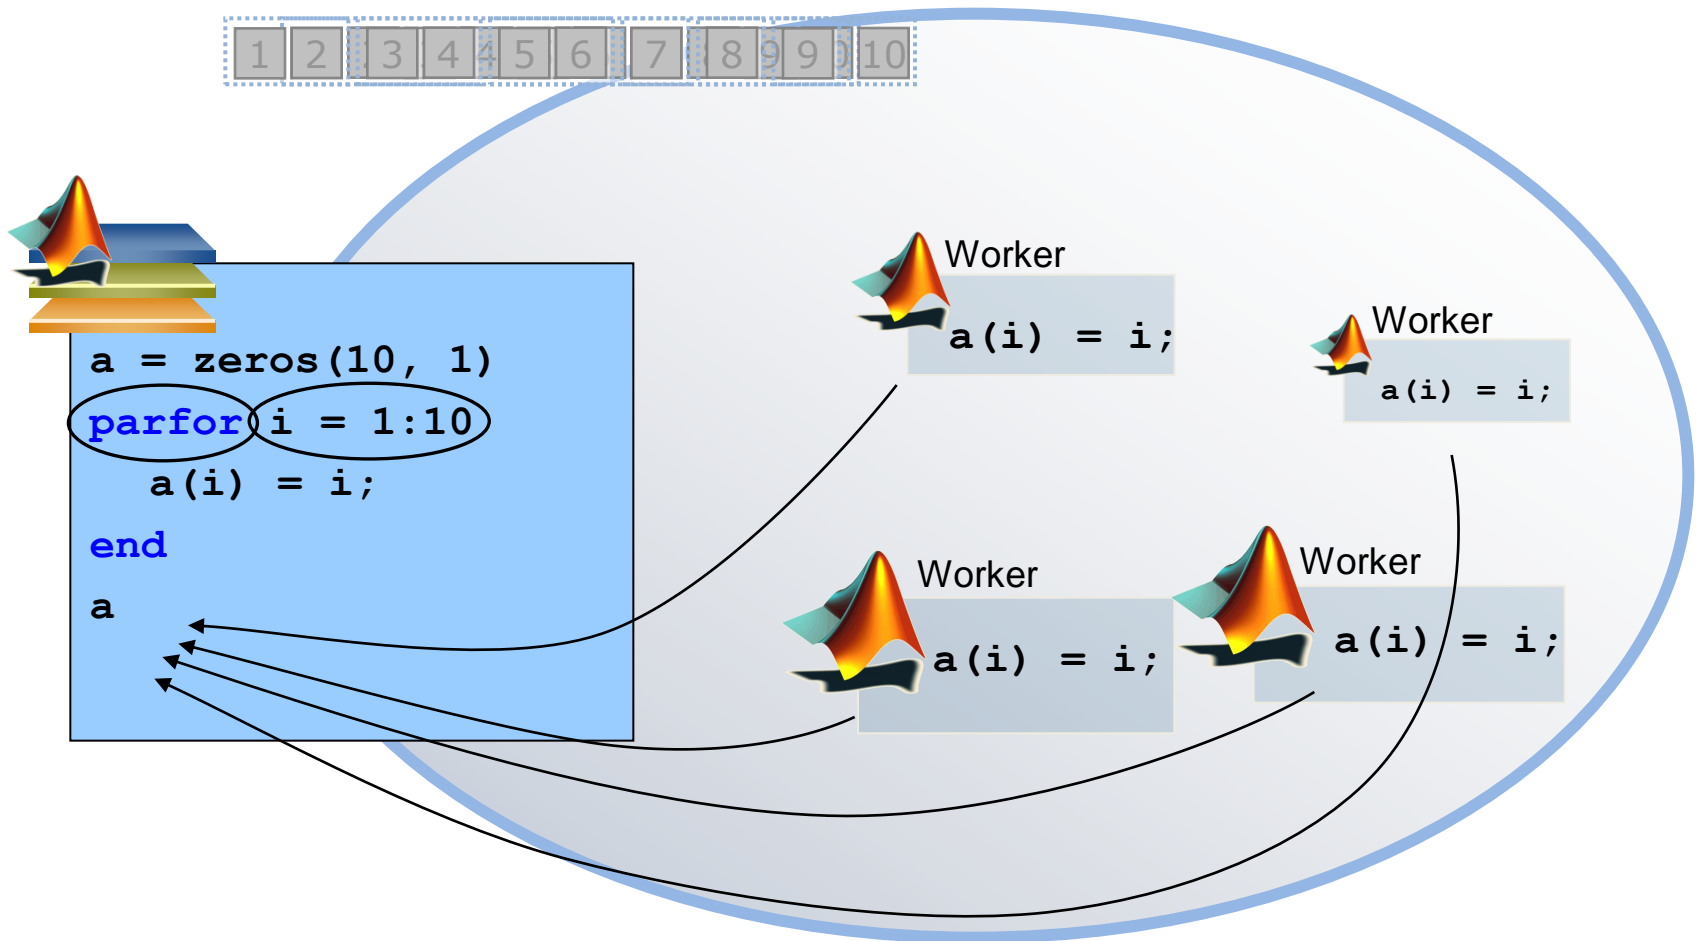 1 2 3 4 5 6 7 8 9 10
a = zeros(10, 1)
parfor i = 1:10
a(i) = i;
end
a
Worker
a(i) = i;
Worker
a(i) = i;
Worker
a(i) = i;
Worker
a(i) = i;